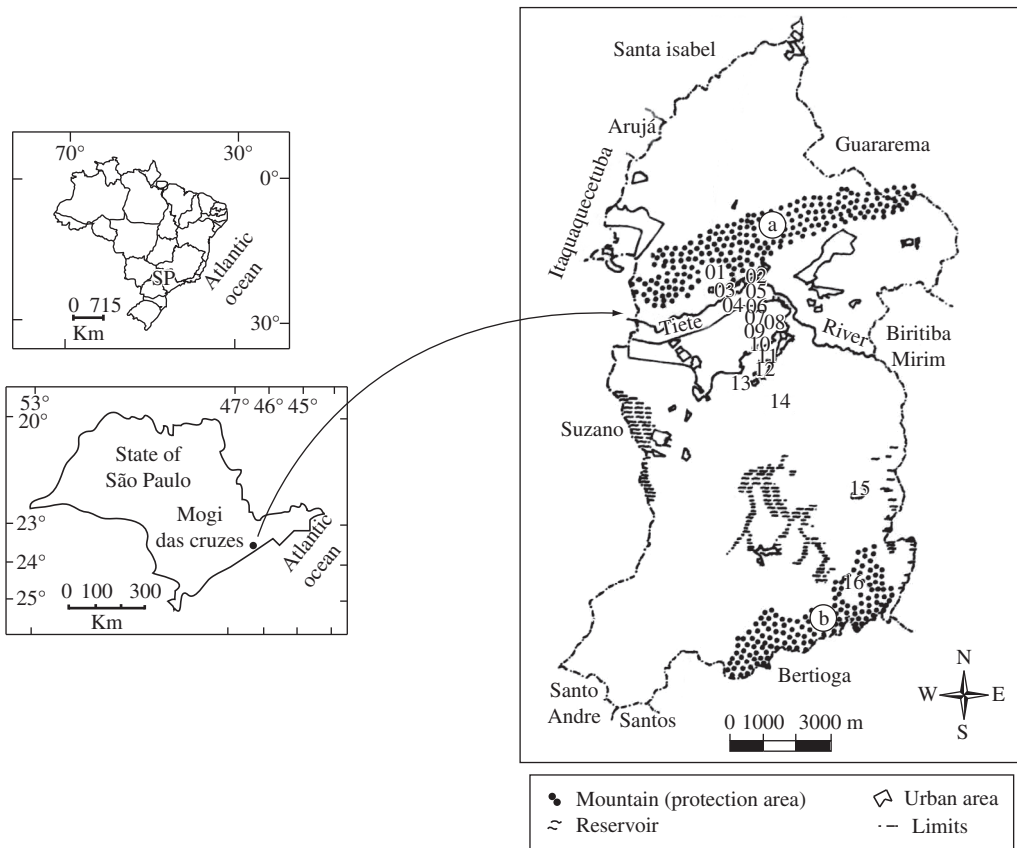 70°
30°
0°
SP
Atlantic
ocean
0 715
Km
30°
53°
20°
47° 46° 45°
State of
São Paulo
Mogi
das cruzes
23°
24°
25°
0 100 300
Km
Atlantic
ocean
Santa isabel
Arujá
Guararema
Itaquaquecetuba
a
01
02
03
05
04
06
07
08
09
10
11
12
13
14
Tiete
River
Biritiba
Mirim
Suzano
15
16
b
Bertioga
Santo
Andre
Santos
N
W E
S
0 1000 3000 m
Mountain (protection area)
Urban area
Reservoir
Limits